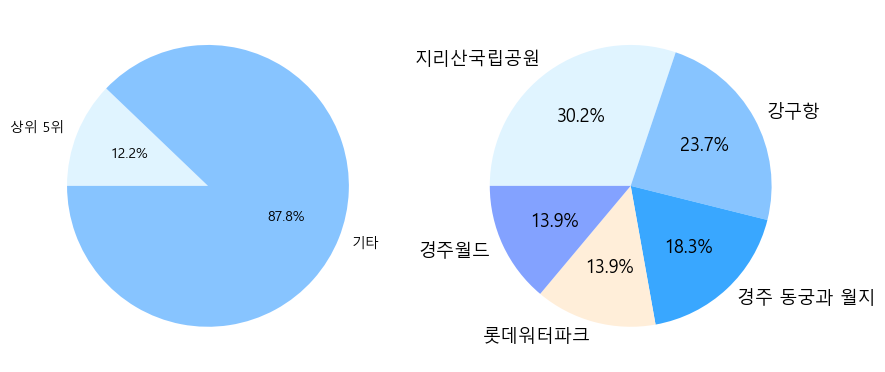 상위 5위
12.2%
87.8%
기타
지리산국립공원
30.2%
강구항
23.7%
경주 동궁과 월지
18.3%
롯데워터파크
13.9%
경주월드
13.9%